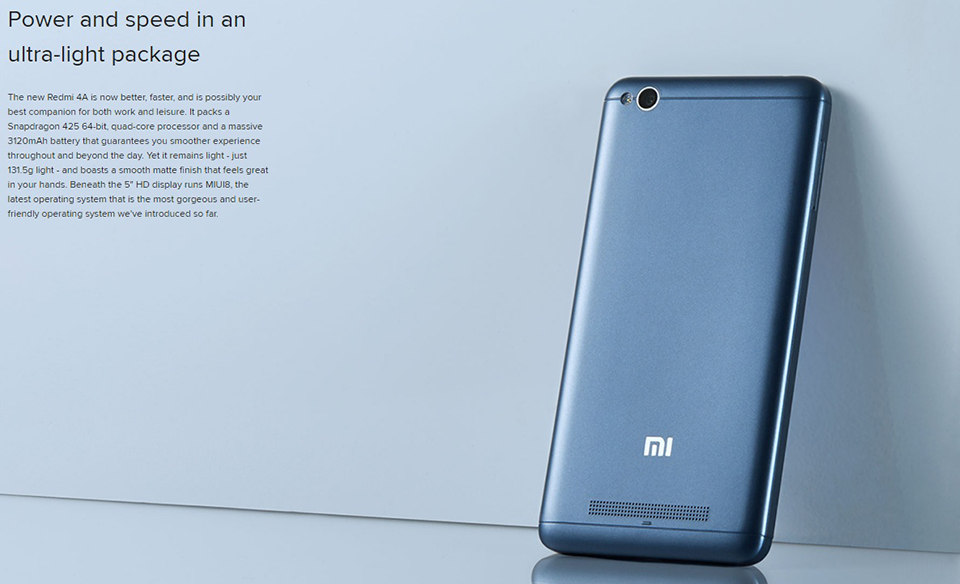 Power and speed in an
ultra-light package
The new Redmi 4A is now better, faster, and is possibly your
best companion for both work and leisure. It packs a
Snapdragon 425 64-bit, quad-core processor and a massive
3120mAh battery that guarantees you smoother experience
throughout and beyond the day. Yet it remains light - just
131.5g light - and boasts a smooth matte finish that feels great
in your hands. Beneath the 5" HD display runs MIUI8, the
latest operating system that is the most gorgeous and user-
friendly operating system we've introduced so far.
MI